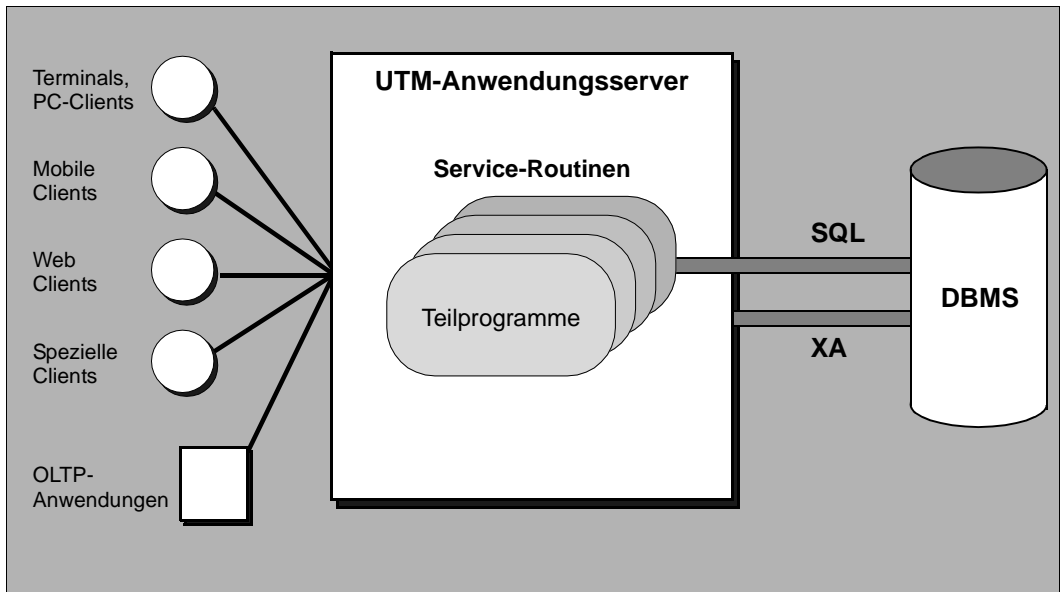 Terminals,
PC-Clients
Mobile
Clients
Web
Clients
Spezielle
Clients
OLTP-
Anwendungen
UTM-Anwendungsserver
Service-Routinen
Teilprogramme
SQL
XA
DBMS